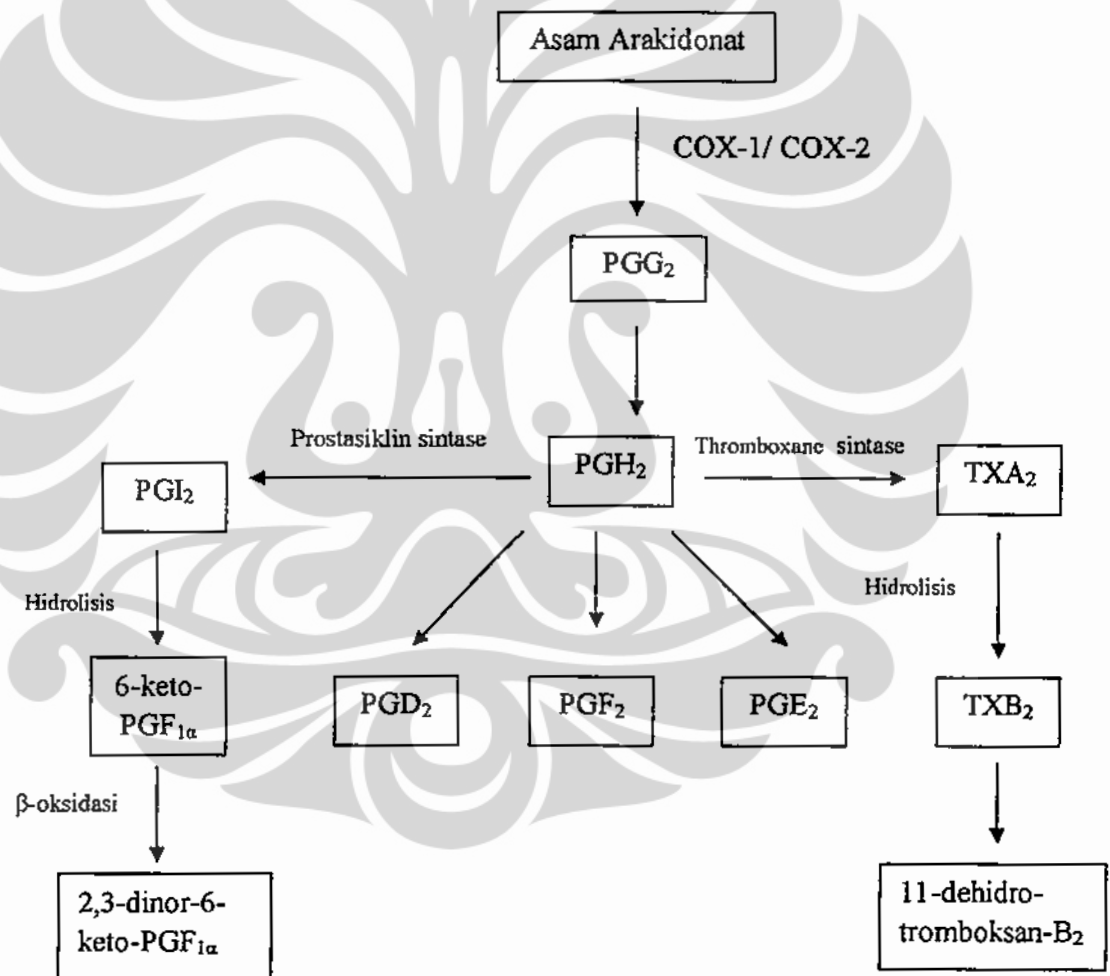 Asam Arakidonat
COX-1/ COX-2
PGG₂
Prostasiklin sintase
PGH₂
Thromboxane sintase
PGI₂
TXA₂
Hidrolisis
Hidrolisis
6-keto-
PGF₁α
PGD₂
PGF₂
PGE₂
TXB₂
β-oksidasi
2,3-dinor-6-
keto-PGF₁α
11-dehidro-
tromboksan-B₂